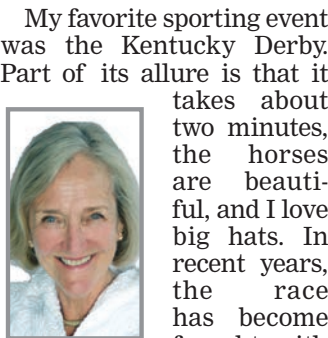 My favorite sporting event
was the Kentucky Derby.
Part of its allure is that it
takes about
two minutes,
the horses
are beauti-
ful, and I love
big hats. In
recent years,
the race
has become